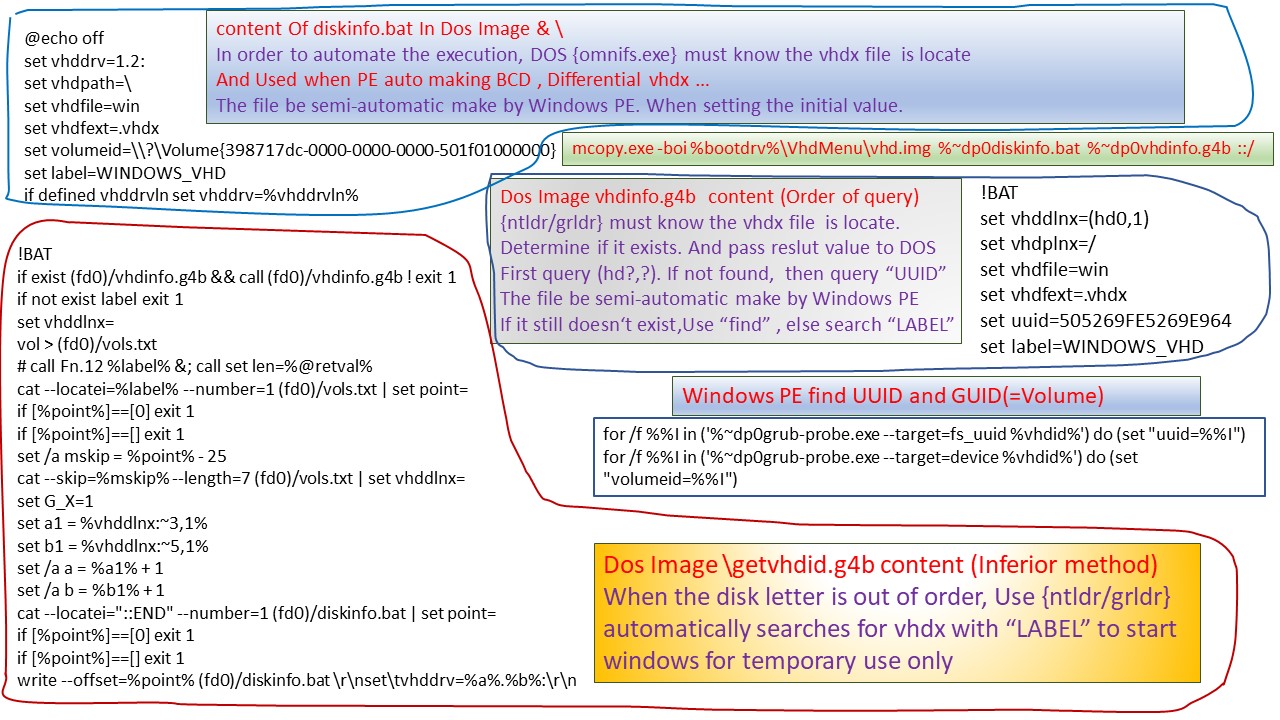 @echo off
set vhddrv=1.2:
set vhdpath=\
set vhdfile=win
set vhdfext=.vhdx
set volumeid=\\?\Volume{398717dc-0000-0000-0000-501f01000000}
set label=WINDOWS_VHD
if defined vhddrvln set vhddrv=%vhddrvln%
content Of diskinfo.bat In Dos Image & \
In order to automate the execution, DOS {omnifs.exe} must know the vhdx file  is locate
And Used when PE auto making BCD , Differential vhdx ...
The file be semi-automatic make by Windows PE. When setting the initial value.
mcopy.exe -boi %bootdrv%\VhdMenu\vhd.img %~dp0diskinfo.bat %~dp0vhdinfo.g4b ::/
Dos Image vhdinfo.g4b  content (Order of query)
{ntldr/grldr} must know the vhdx file  is locate.
Determine if it exists. And pass reslut value to DOS
First query (hd?,?). If not found,  then query “UUID”
The file be semi-automatic make by Windows PE
If it still doesn‘t exist,Use “find” , else search “LABEL”
!BAT
set vhddlnx=(hd0,1)
set vhdplnx=/
set vhdfile=win
set vhdfext=.vhdx
set uuid=505269FE5269E964
set label=WINDOWS_VHD
!BAT
if exist (fd0)/vhdinfo.g4b && call (fd0)/vhdinfo.g4b ! exit 1
if not exist label exit 1
set vhddlnx=
vol > (fd0)/vols.txt
# call Fn.12 %label% &; call set len=%@retval%
cat --locatei=%label% --number=1 (fd0)/vols.txt | set point=
if [%point%]==[0] exit 1
if [%point%]==[] exit 1
set /a mskip = %point% - 25
cat --skip=%mskip% --length=7 (fd0)/vols.txt | set vhddlnx=
set G_X=1
set a1 = %vhddlnx:~3,1%
set b1 = %vhddlnx:~5,1%
set /a a = %a1% + 1
set /a b = %b1% + 1
cat --locatei="::END" --number=1 (fd0)/diskinfo.bat | set point=
if [%point%]==[0] exit 1
if [%point%]==[] exit 1
write --offset=%point% (fd0)/diskinfo.bat \r\nset\tvhddrv=%a%.%b%:\r\n
Windows PE find UUID and GUID(=Volume)
for /f %%I in ('%~dp0grub-probe.exe --target=fs_uuid %vhdid%') do (set "uuid=%%I")
for /f %%I in ('%~dp0grub-probe.exe --target=device %vhdid%') do (set
"volumeid=%%I")
Dos Image \getvhdid.g4b content (Inferior method)
When the disk letter is out of order, Use {ntldr/grldr}
automatically searches for vhdx with “LABEL” to start
windows for temporary use only